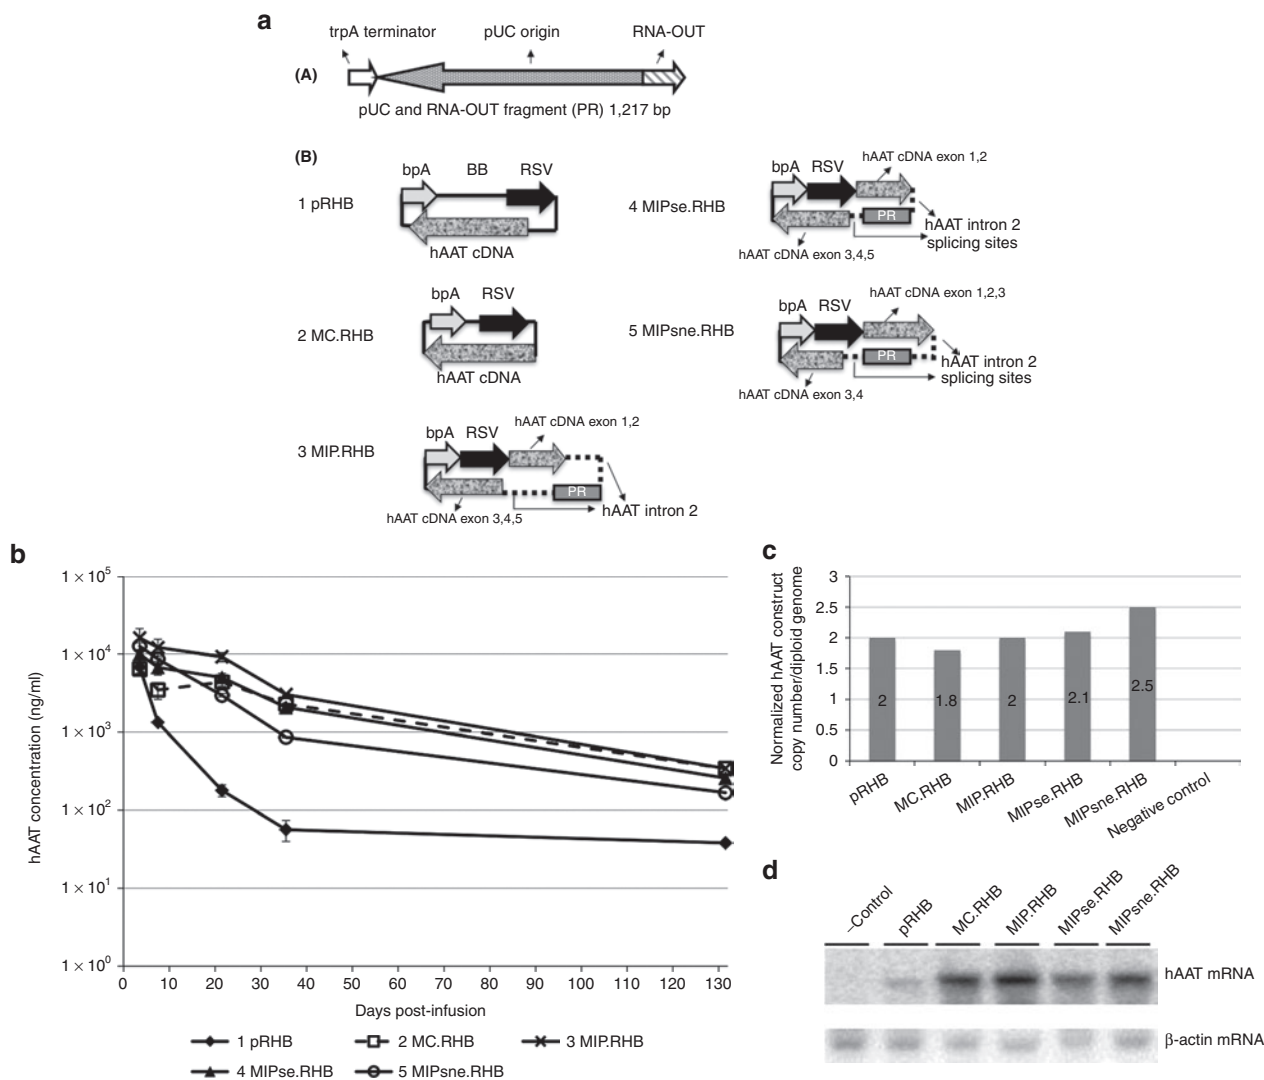 a
trpA terminator
pUC origin
RNA-OUT
(A)
pUC and RNA-OUT fragment (PR) 1,217 bp
(B)
1 pRHB
bpA
BB
RSV
hAAT cDNA
2 MC.RHB
bpA
RSV
hAAT cDNA
3 MIP.RHB
bpA
RSV
hAAT cDNA exon 1,2
PR
hAAT cDNA exon 3,4,5
hAAT intron 2
4 MIPse.RHB
bpA
RSV
hAAT cDNA exon 1,2
PR
hAAT intron 2
splicing sites
hAAT cDNA exon 3,4,5
5 MIPsne.RHB
bpA
RSV
hAAT cDNA exon 1,2,3
PR
hAAT intron 2
splicing sites
hAAT cDNA exon 3,4
b
hAAT concentration (ng/ml)
1 × 10⁵
1 × 10⁴
1 × 10³
1 × 10²
1 × 10¹
1 × 10⁰
0 10 20 30 40 50 60 70 80 90 100 110 120 130
Days post-infusion
1 pRHB
2 MC.RHB
3 MIP.RHB
4 MIPse.RHB
5 MIPsne.RHB
c
Normalized hAAT construct
copy number/diploid genome
3
2.5
2
1.5
1
0.5
0
2
1.8
2
2.1
2.5
pRHB
MC.RHB
MIP.RHB
MIPse.RHB
MIPsne.RHB
Negative control
d
–Control
pRHB
MC.RHB
MIP.RHB
MIPse.RHB
MIPsne.RHB
hAAT mRNA
β-actin mRNA